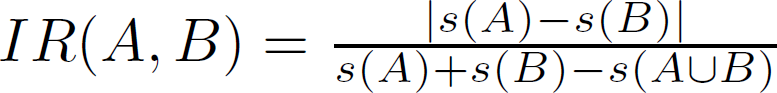 IR(A, B) = |s(A)−s(B)| / s(A)+s(B)−s(A∪B)